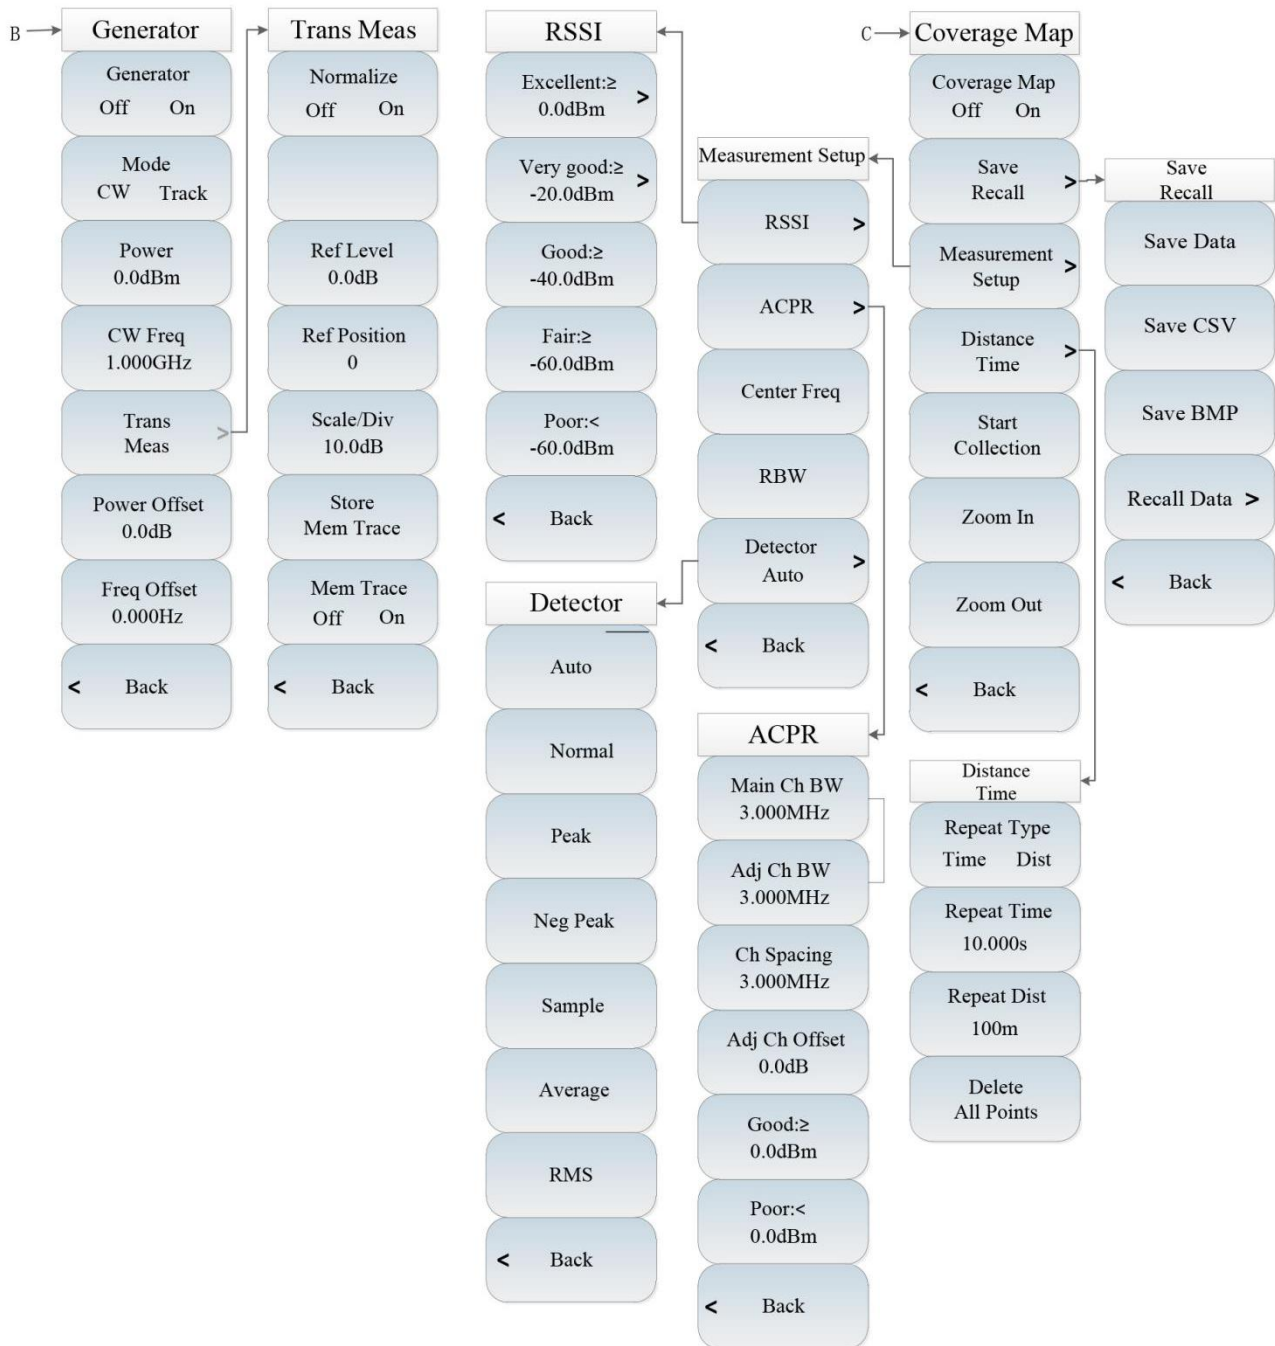 B
Generator
Generator
Off On
Mode
CW Track
Power
0.0dBm
CW Freq
1.000GHz
Trans
Meas
>
Power Offset
0.0dB
Freq Offset
0.000Hz
< Back
Trans Meas
Normalize
Off On
Ref Level
0.0dB
Ref Position
0
Scale/Div
10.0dB
Store
Mem Trace
Mem Trace
Off On
< Back
RSSI
Excellent:≥
0.0dBm
>
Very good:≥
-20.0dBm
>
Good:≥
-40.0dBm
Fair:≥
-60.0dBm
Poor:<
-60.0dBm
< Back
Detector
Auto
Normal
Peak
Neg Peak
Sample
Average
RMS
< Back
Measurement Setup
RSSI >
ACPR >
Center Freq
RBW
Detector
Auto
>
< Back
ACPR
Main Ch BW
3.000MHz
Adj Ch BW
3.000MHz
Ch Spacing
3.000MHz
Adj Ch Offset
0.0dB
Good:≥
0.0dBm
Poor:<
0.0dBm
< Back
C
Coverage Map
Coverage Map
Off On
Save
Recall
>
Measurement
Setup
>
Distance
Time
>
Start
Collection
Zoom In
Zoom Out
< Back
Distance
Time
Repeat Type
Time Dist
Repeat Time
10.000s
Repeat Dist
100m
Delete
All Points
Save
Recall
Save Data
Save CSV
Save BMP
Recall Data >
< Back